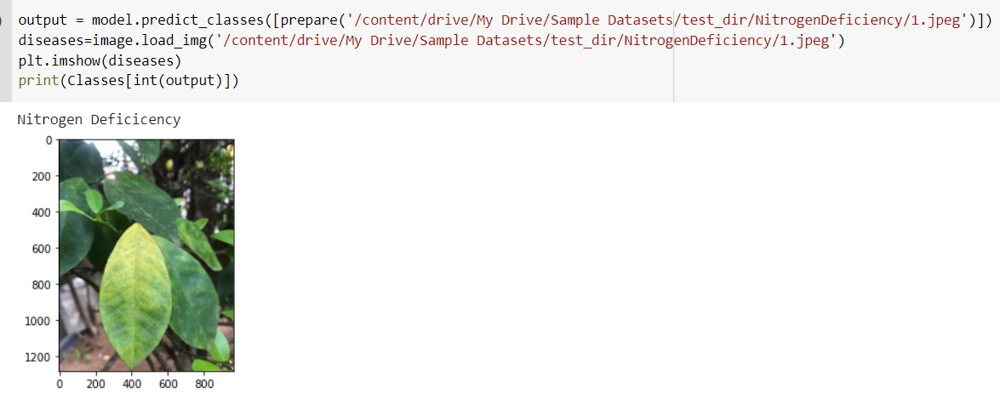 output = model.predict_classes([prepare('/content/drive/My Drive/Sample Datasets/test_dir/NitrogenDeficiency/1.jpeg')])
diseases=image.load_img('/content/drive/My Drive/Sample Datasets/test_dir/NitrogenDeficiency/1.jpeg')
plt.imshow(diseases)
print(Classes[int(output)])
Nitrogen Deficicency
0
200
400
600
800
1000
1200
0 200 400 600 800